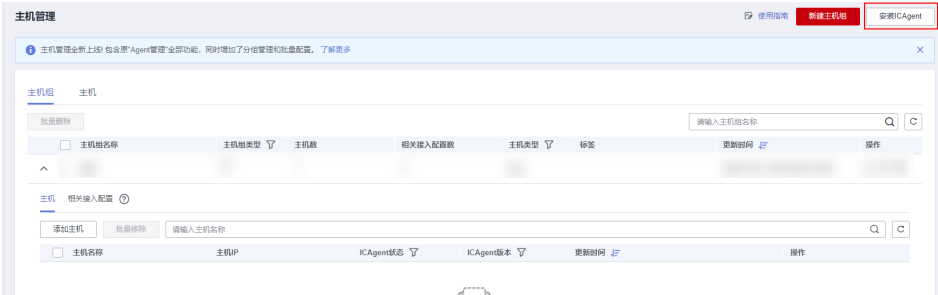 主机管理 使用指南 新建主机组 安装ICAgent
主机管理全新上线! 包含原"Agent管理"全部功能，同时增加了分组管理和批量配置。 了解更多
主机组 主机
批量删除 请输入主机组名称
主机组名称 主机组类型 主机数 相关接入配置数 主机类型 标签 更新时间 操作
主机 相关接入配置
添加主机 批量移除 请输入主机名称
主机名称 主机IP ICAgent状态 ICAgent版本 更新时间 操作